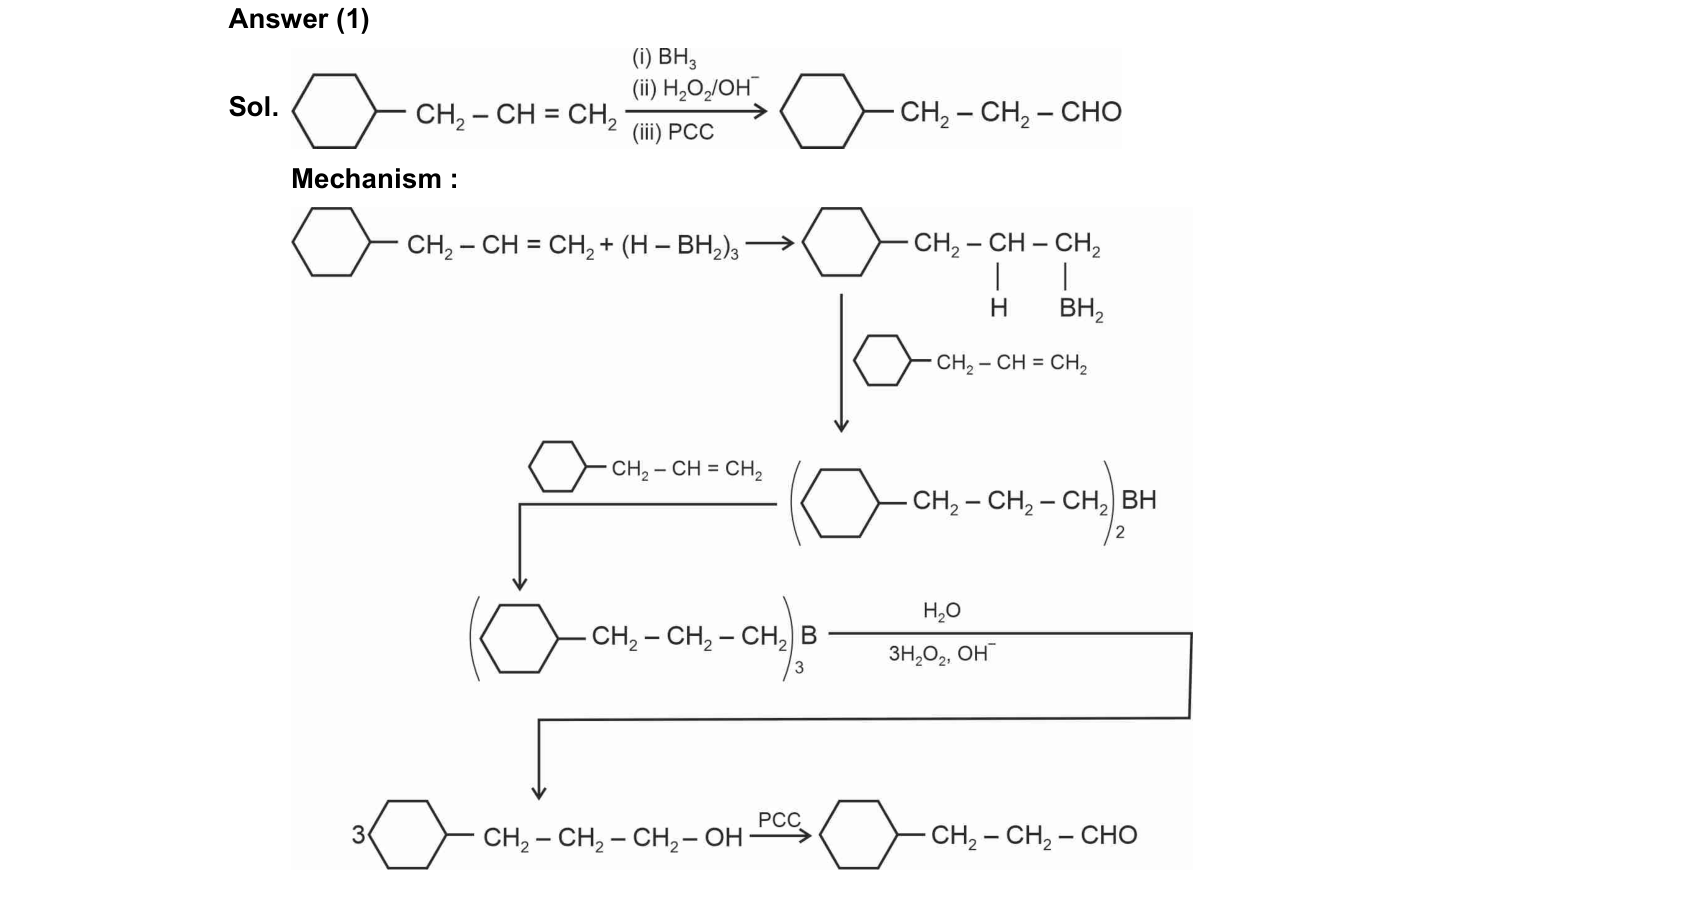 Answer (1)
(i) BH₃
(ii) H₂O₂/OH⁻
Sol. CH₂ – CH = CH₂ CH₂ – CH₂ – CHO
(iii) PCC
Mechanism :
CH₂ – CH = CH₂ + (H – BH₂)₃ CH₂ – CH – CH₂
H BH₂
CH₂ – CH = CH₂
CH₂ – CH = CH₂
( CH₂ – CH₂ – CH₂)₂ BH
( CH₂ – CH₂ – CH₂)₃ B
H₂O
3H₂O₂, OH⁻
3 CH₂ – CH₂ – CH₂ – OH PCC CH₂ – CH₂ – CHO